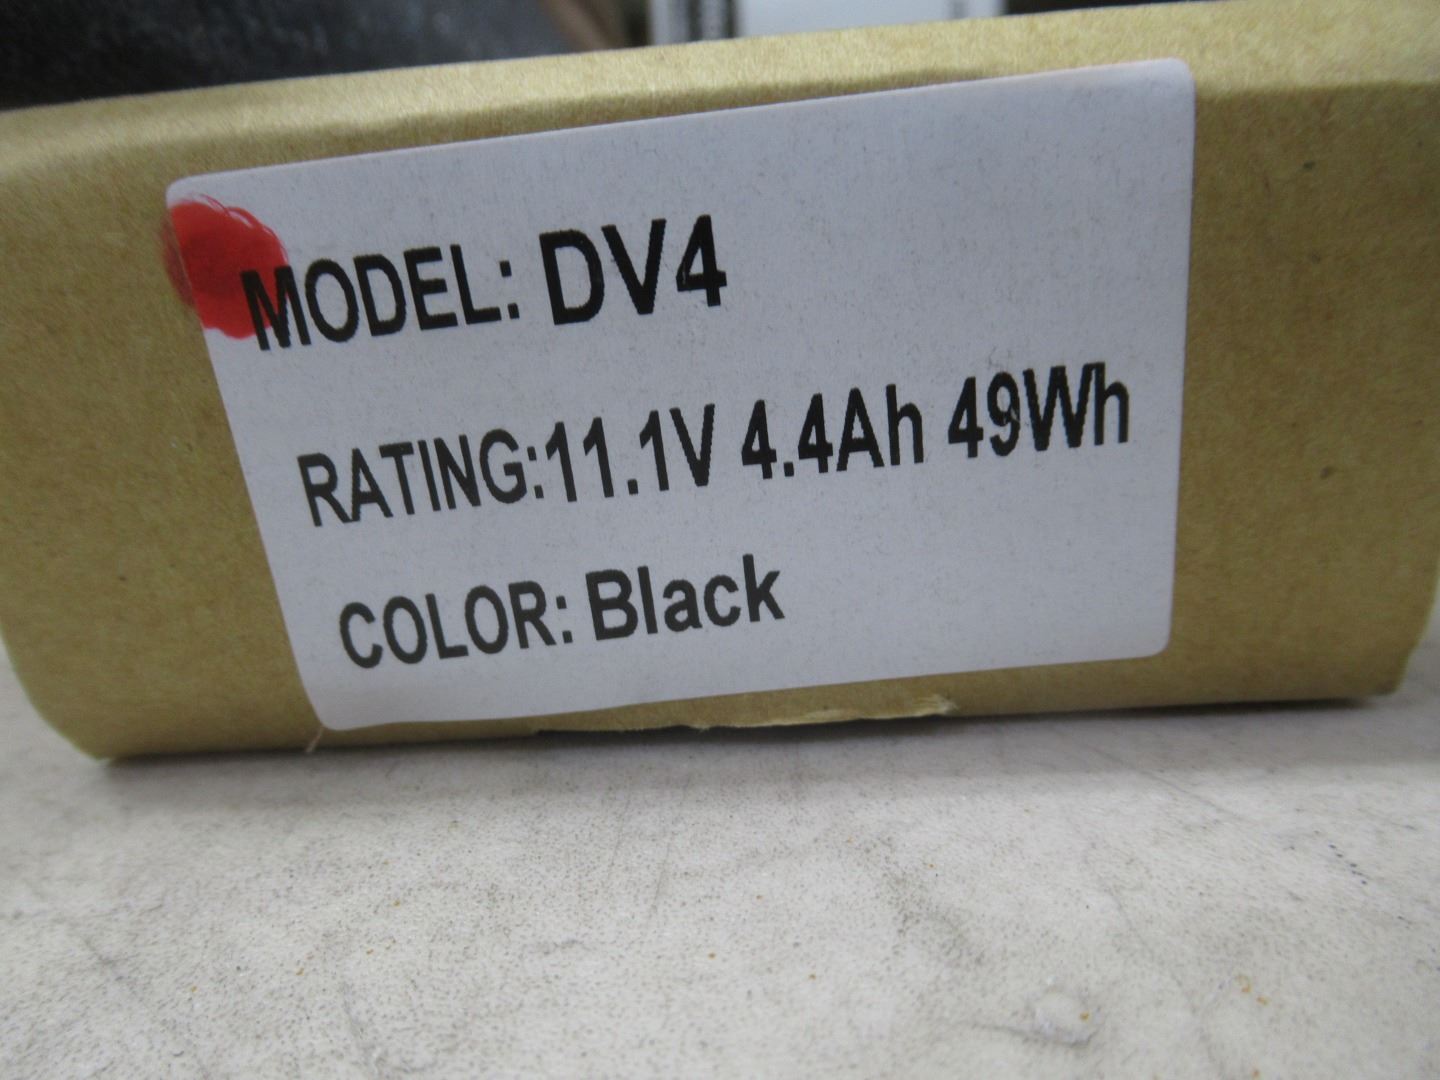 MODEL: DV4
RATING:11.1V 4.4Ah 49Wh
COLOR: Black